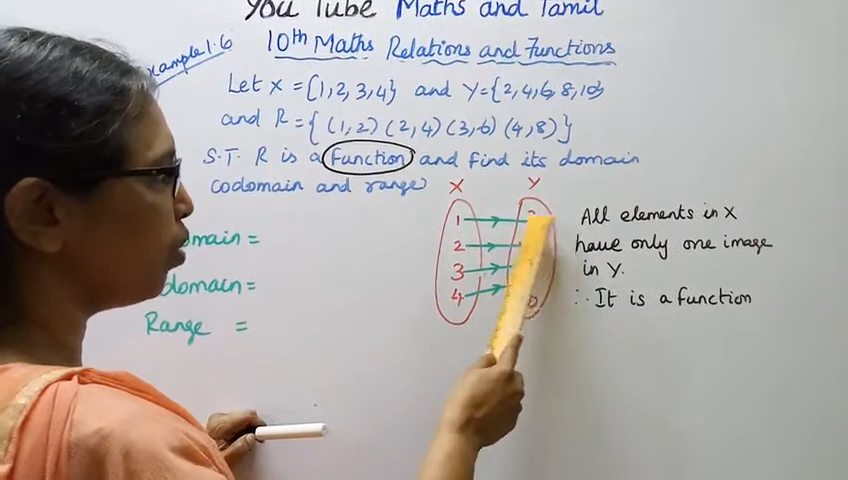 You Tube Maths and Tamil
10th Maths Relations and Functions
xample 1.6
Let X = {1,2,3,4} and Y={2,4,6,8,10}
and R = { (1,2) (2,4) (3,6) (4,8) }
S.T. R is a function and find its domain
codomain and range
X Y
1
2
3
4
All elements in X
have only one image
in Y.
∴ It is a function
main =
domain =
Range =